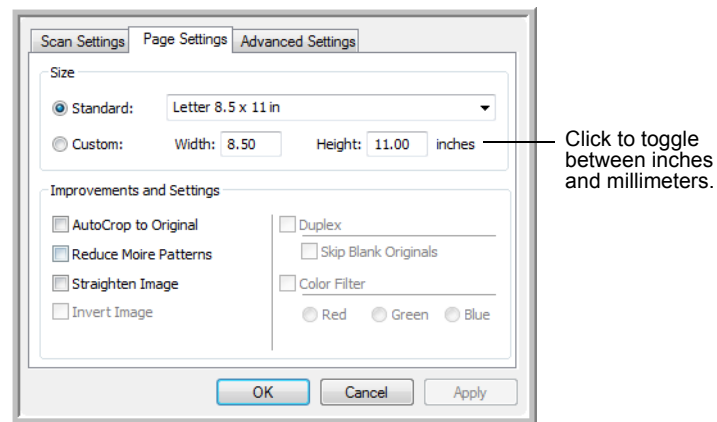 Scan Settings Page Settings Advanced Settings
Size
Standard: Letter 8.5 x 11 in
Custom: Width: 8.50 Height: 11.00 inches
Click to toggle
between inches
and millimeters.
Improvements and Settings
AutoCrop to Original
Reduce Moire Patterns
Straighten Image
Invert Image
Duplex
Skip Blank Originals
Color Filter
Red Green Blue
OK Cancel Apply